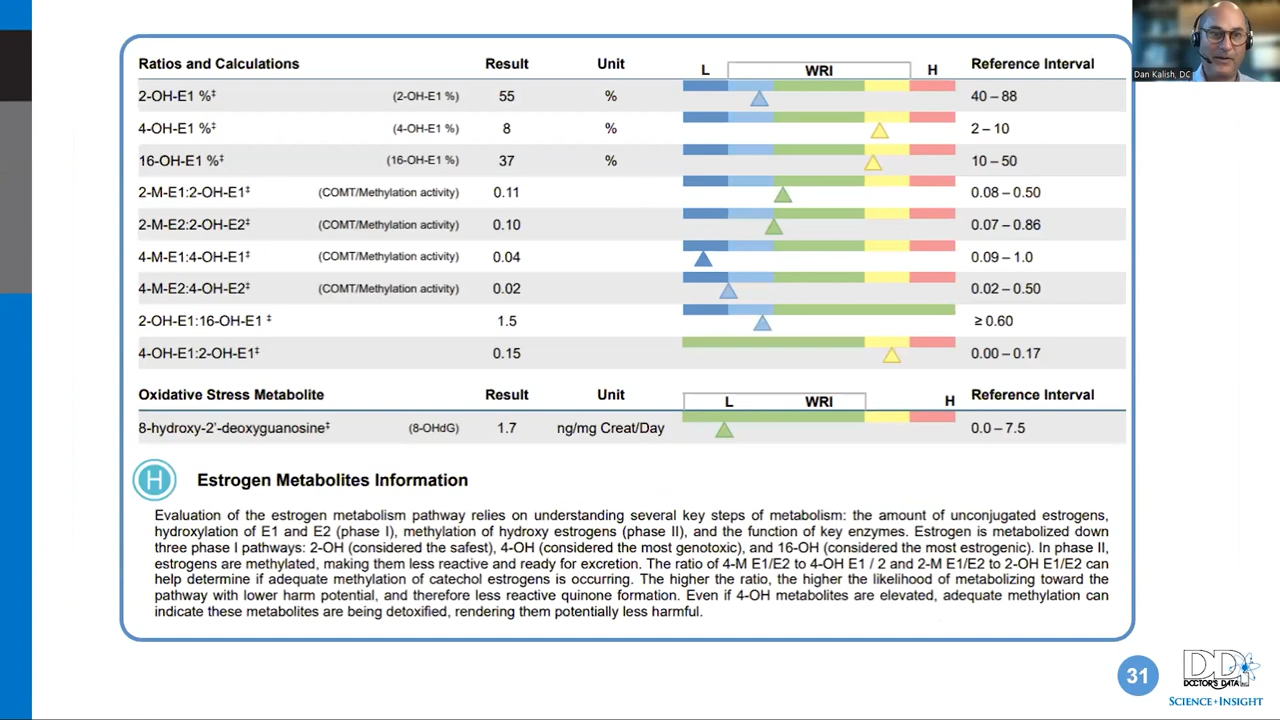 Dan Kalish, DC
Ratios and Calculations Result Unit L WRI H Reference Interval
2-OH-E1 %‡ (2-OH-E1 %) 55 % 40 – 88
4-OH-E1 %‡ (4-OH-E1 %) 8 % 2 – 10
16-OH-E1 %‡ (16-OH-E1 %) 37 % 10 – 50
2-M-E1:2-OH-E1‡ (COMT/Methylation activity) 0.11 0.08 – 0.50
2-M-E2:2-OH-E2‡ (COMT/Methylation activity) 0.10 0.07 – 0.86
4-M-E1:4-OH-E1‡ (COMT/Methylation activity) 0.04 0.09 – 1.0
4-M-E2:4-OH-E2‡ (COMT/Methylation activity) 0.02 0.02 – 0.50
2-OH-E1:16-OH-E1 ‡ 1.5 ≥ 0.60
4-OH-E1:2-OH-E1‡ 0.15 0.00 – 0.17
Oxidative Stress Metabolite Result Unit L WRI H Reference Interval
8-hydroxy-2'-deoxyguanosine‡ (8-OHdG) 1.7 ng/mg Creat/Day 0.0 – 7.5
H Estrogen Metabolites Information
Evaluation of the estrogen metabolism pathway relies on understanding several key steps of metabolism: the amount of unconjugated estrogens,
hydroxylation of E1 and E2 (phase I), methylation of hydroxy estrogens (phase II), and the function of key enzymes. Estrogen is metabolized down
three phase I pathways: 2-OH (considered the safest), 4-OH (considered the most genotoxic), and 16-OH (considered the most estrogenic). In phase II,
estrogens are methylated, making them less reactive and ready for excretion. The ratio of 4-M E1/E2 to 4-OH E1 / 2 and 2-M E1/E2 to 2-OH E1/E2 can
help determine if adequate methylation of catechol estrogens is occurring. The higher the ratio, the higher the likelihood of metabolizing toward the
pathway with lower harm potential, and therefore less reactive quinone formation. Even if 4-OH metabolites are elevated, adequate methylation can
indicate these metabolites are being detoxified, rendering them potentially less harmful.
31
DDI
DOCTOR'S DATA
SCIENCE + INSIGHT